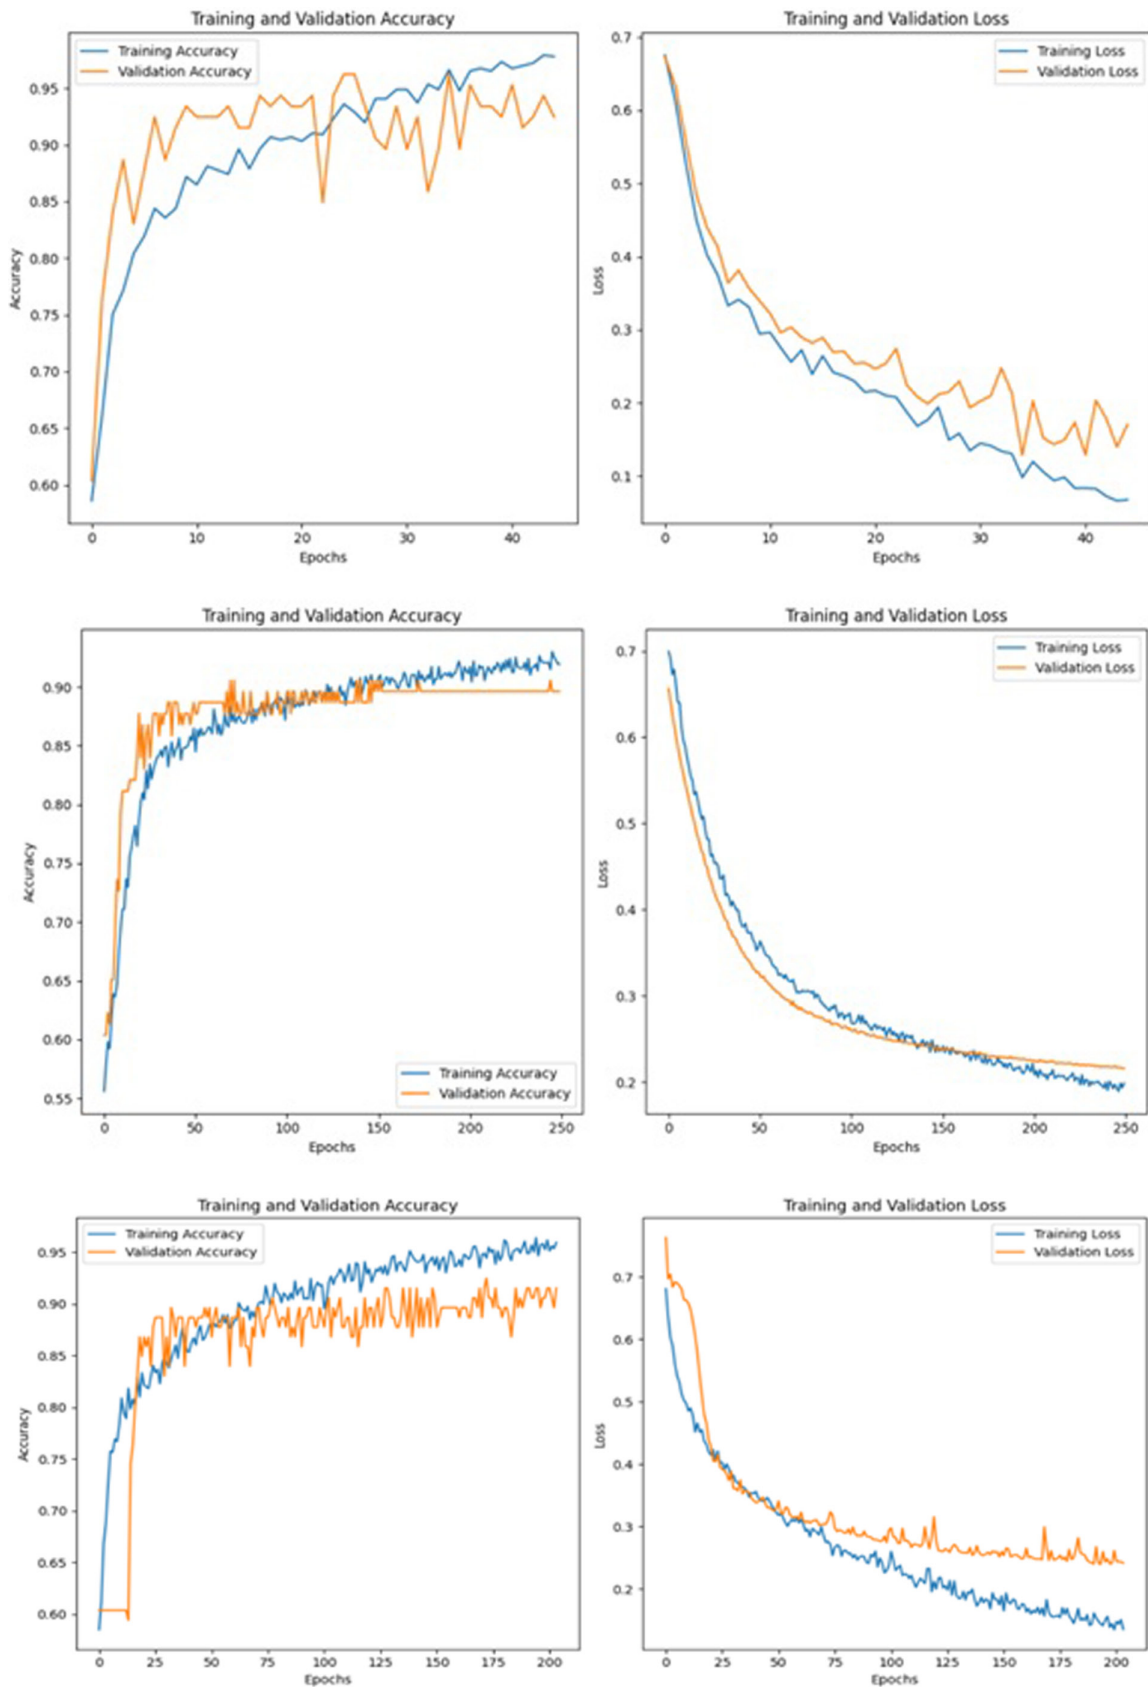 Training and Validation Accuracy
Training Accuracy
Validation Accuracy
0.95
0.90
0.85
0.80
0.75
0.70
0.65
0.60
Accuracy
0
10
20
30
40
Epochs
Training and Validation Loss
Training Loss
Validation Loss
0.7
0.6
0.5
0.4
0.3
0.2
0.1
Loss
0
10
20
30
40
Epochs
Training and Validation Accuracy
0.90
0.85
0.80
0.75
0.70
0.65
0.60
0.55
Accuracy
Training Accuracy
Validation Accuracy
0
50
100
150
200
250
Epochs
Training and Validation Loss
Training Loss
Validation Loss
0.7
0.6
0.5
0.4
0.3
0.2
Loss
0
50
100
150
200
250
Epochs
Training and Validation Accuracy
Training Accuracy
Validation Accuracy
0.95
0.90
0.85
0.80
0.75
0.70
0.65
0.60
Accuracy
0
25
50
75
100
125
150
175
200
Epochs
Training and Validation Loss
Training Loss
Validation Loss
0.7
0.6
0.5
0.4
0.3
0.2
Loss
0
25
50
75
100
125
150
175
200
Epochs